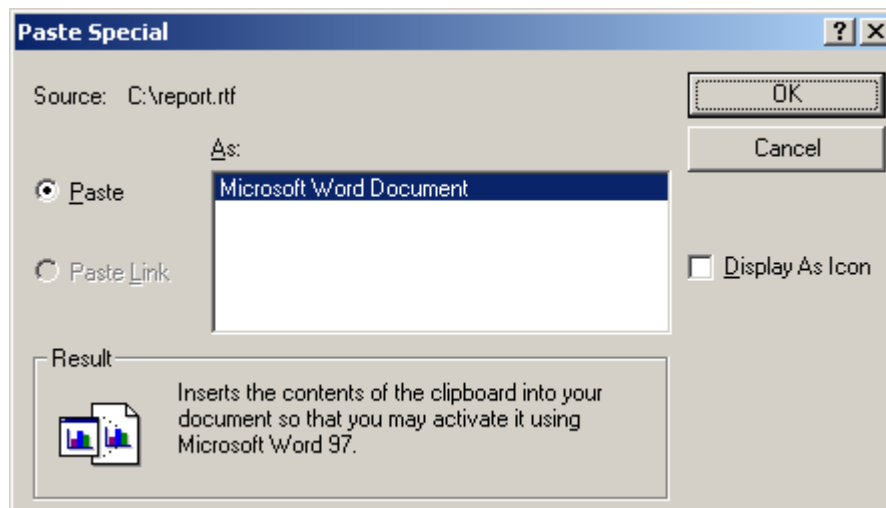 Paste Special
Source: C:\report.rtf
OK
Cancel
As:
Paste
Microsoft Word Document
Paste Link
Display As Icon
Result
Inserts the contents of the clipboard into your
document so that you may activate it using
Microsoft Word 97.